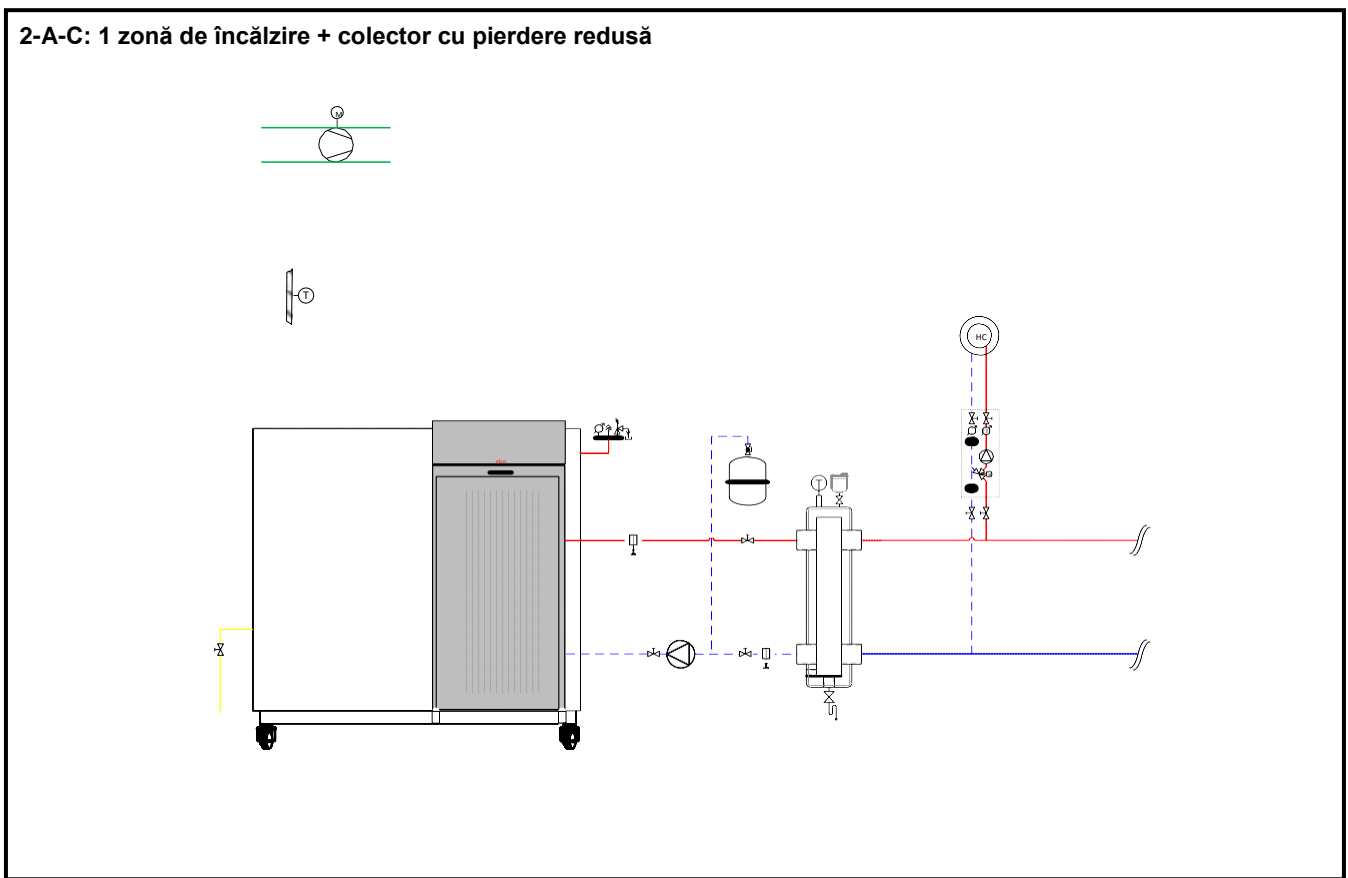 2-A-C: 1 zonă de încălzire + colector cu pierdere redusă
M
T
HC
T